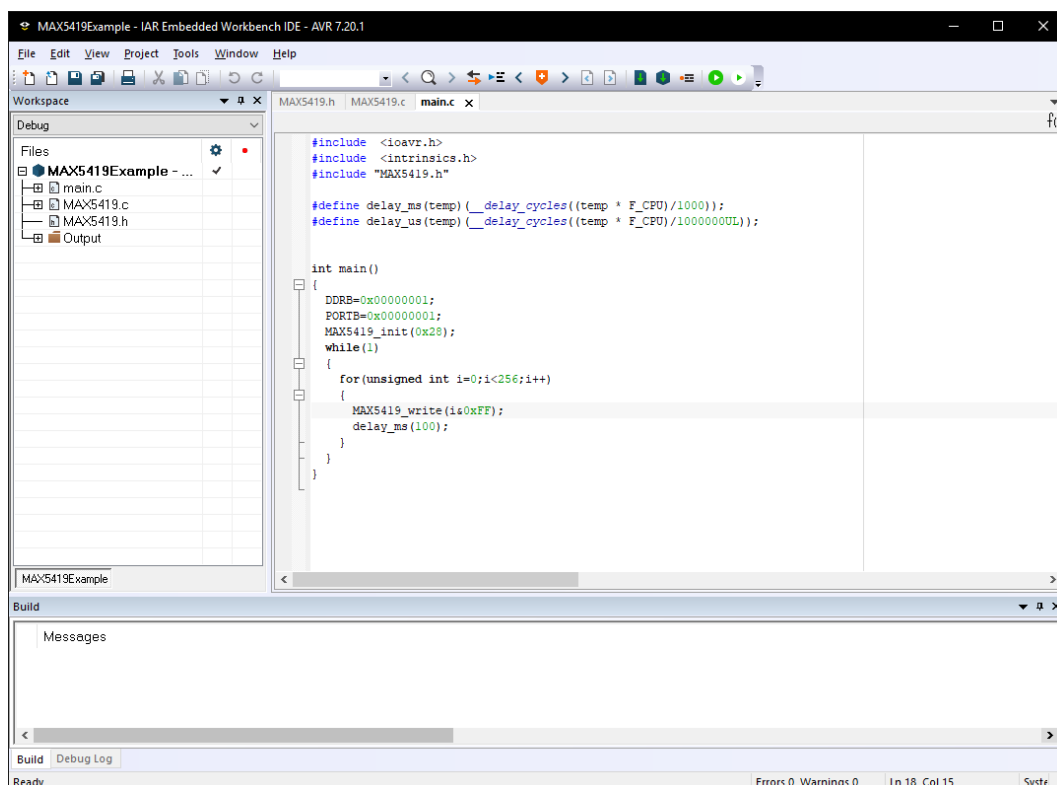 MAX5419Example - IAR Embedded Workbench IDE - AVR 7.20.1
File Edit View Project Tools Window Help
Workspace
MAX5419.h MAX5419.c main.c
Debug
Files
MAX5419Example - ...
main.c
MAX5419.c
MAX5419.h
Output
#include  <ioavr.h>
#include  <intrinsics.h>
#include "MAX5419.h"
#define delay_ms(temp)(__delay_cycles((temp * F_CPU)/1000));
#define delay_us(temp)(__delay_cycles((temp * F_CPU)/1000000UL));
int main()
{
DDRB=0x00000001;
PORTB=0x00000001;
MAX5419_init(0x28);
while(1)
{
for(unsigned int i=0;i<256;i++)
{
MAX5419_write(i&0xFF);
delay_ms(100);
}
}
}
MAX5419Example
Build
Messages
Build Debug Log
Ready Errors 0, Warnings 0 Ln 18, Col 15